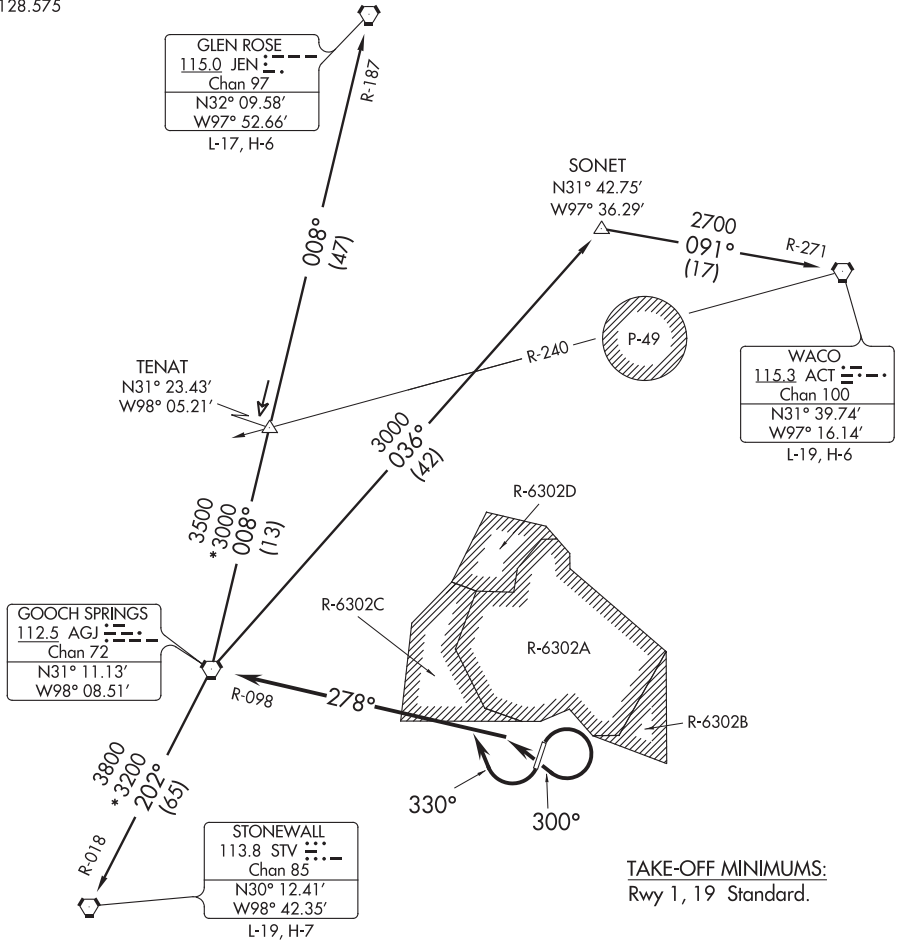 128.575
GLEN ROSE
115.0 JEN
Chan 97
N32° 09.58′
W97° 52.66′
L-17, H-6
R-187
008°
(47)
SONET
N31° 42.75′
W97° 36.29′
2700
091°
(17)
R-271
P-49
R-240
WACO
115.3 ACT
Chan 100
N31° 39.74′
W97° 16.14′
L-19, H-6
TENAT
N31° 23.43′
W98° 05.21′
3000
036°
(42)
3500
*3000
008°
(13)
R-6302D
R-6302C
R-6302A
R-6302B
GOOCH SPRINGS
112.5 AGJ
Chan 72
N31° 11.13′
W98° 08.51′
R-098
278°
330°
300°
3800
*3200
202°
(65)
R-018
STONEWALL
113.8 STV
Chan 85
N30° 12.41′
W98° 42.35′
L-19, H-7
TAKE-OFF MINIMUMS:
Rwy 1, 19 Standard.